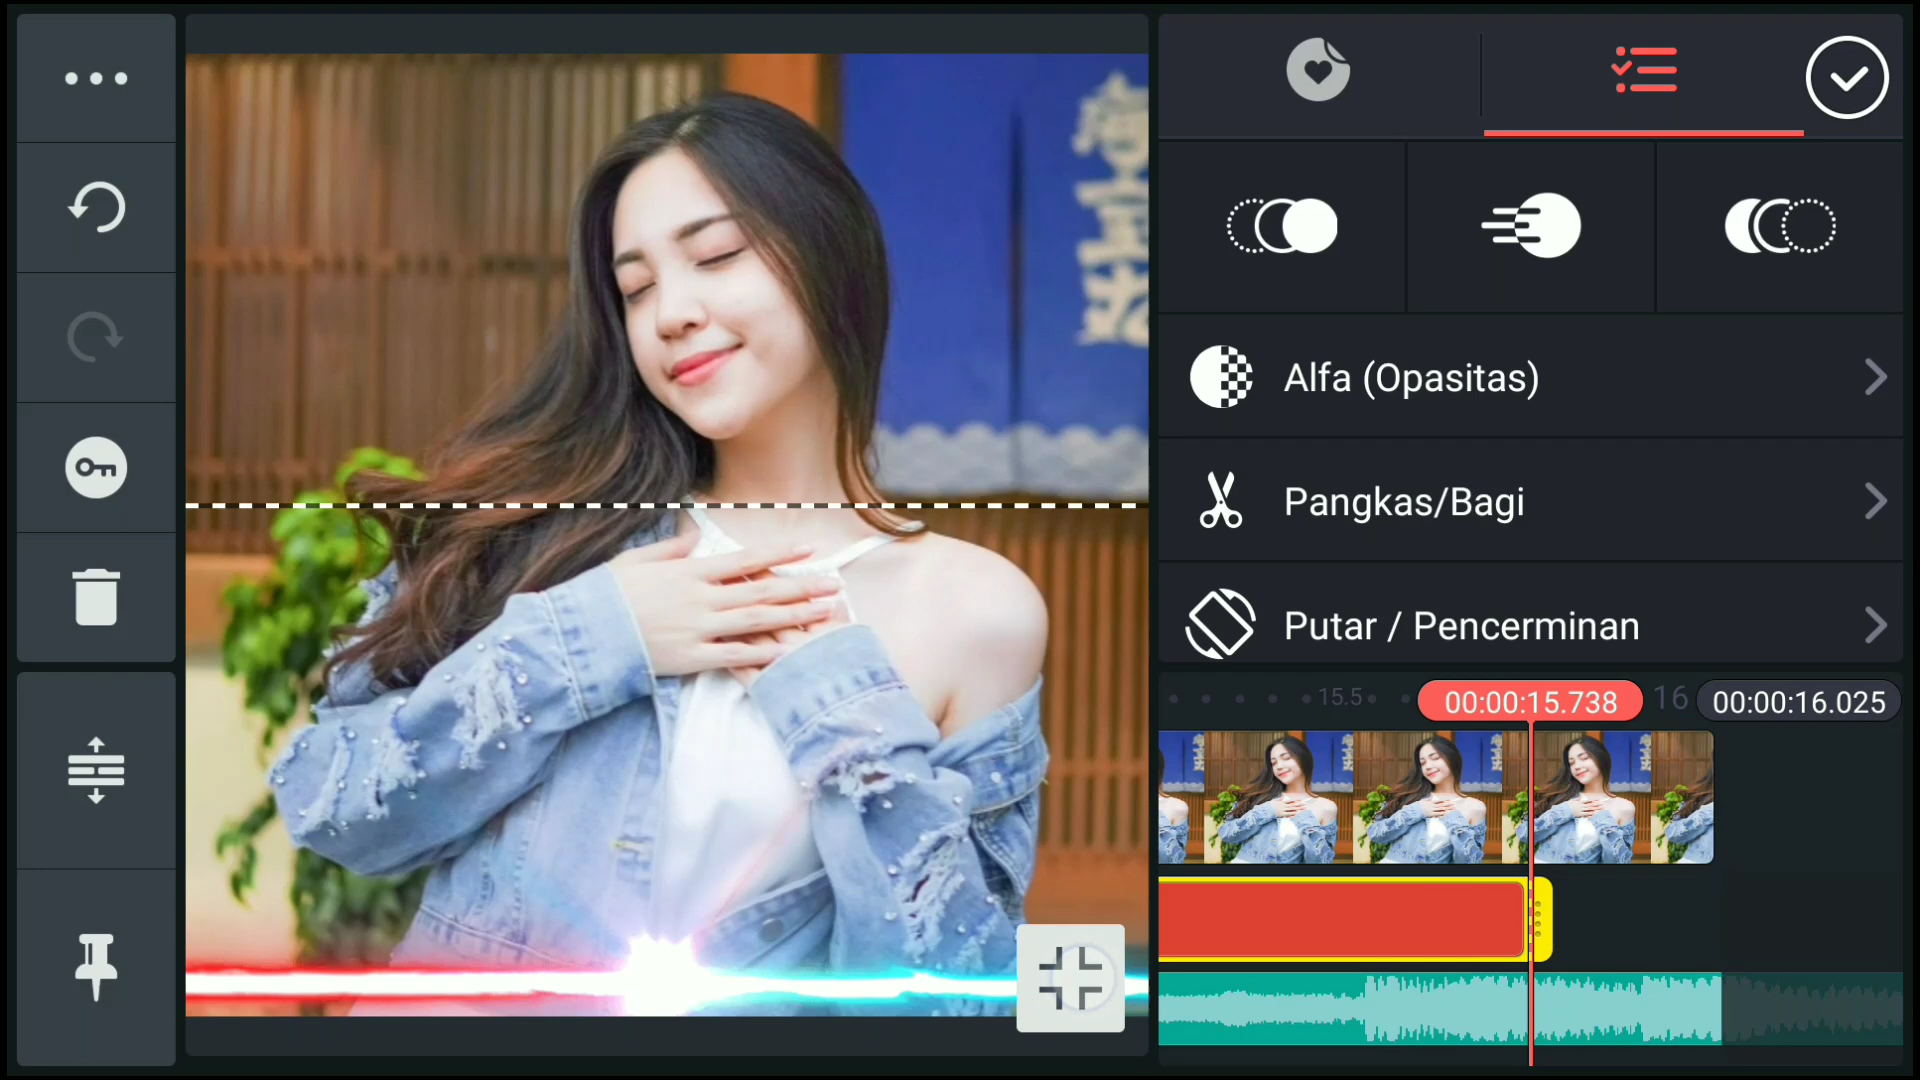 Alfa (Opasitas)
Pangkas/Bagi
Putar / Pencerminan
15.5
00:00:15.738
16
00:00:16.025